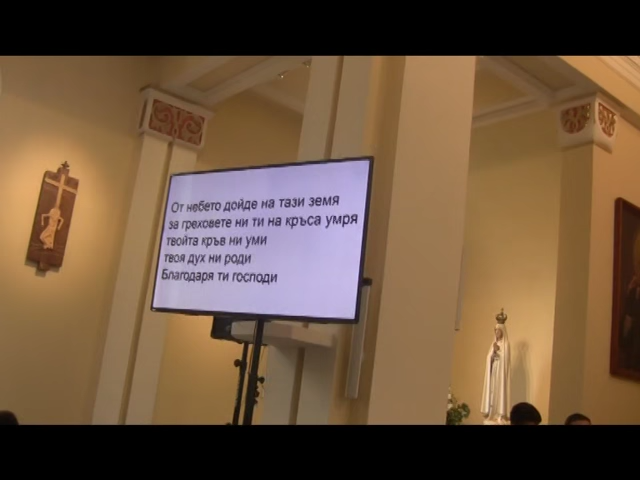 От небето дойде на тази земя
за греховете ни ти на кръса умря
твойта кръв ни уми
твоя дух ни роди
Благодаря ти господи